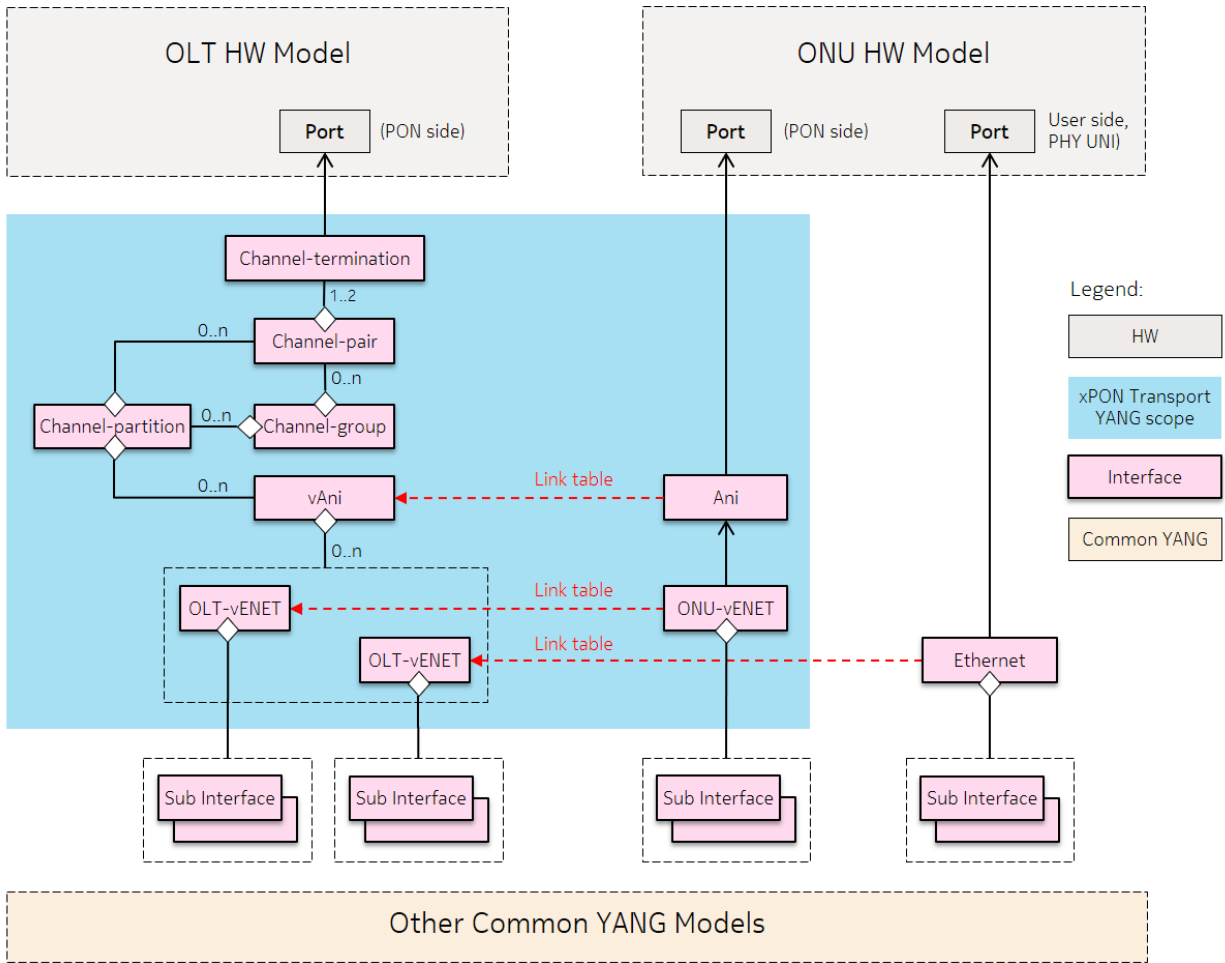 OLT HW Model
ONU HW Model
Port
(PON side)
Port
(PON side)
Port
User side,
PHY UNI)
Channel-termination
1..2
Channel-pair
0..n
0..n
Channel-partition
0..n
Channel-group
0..n
vAni
Link table
Ani
0..n
OLT-vENET
Link table
ONU-vENET
OLT-vENET
Link table
Ethernet
Sub Interface
Sub Interface
Sub Interface
Sub Interface
Legend:
HW
xPON Transport
YANG scope
Interface
Common YANG
Other Common YANG Models